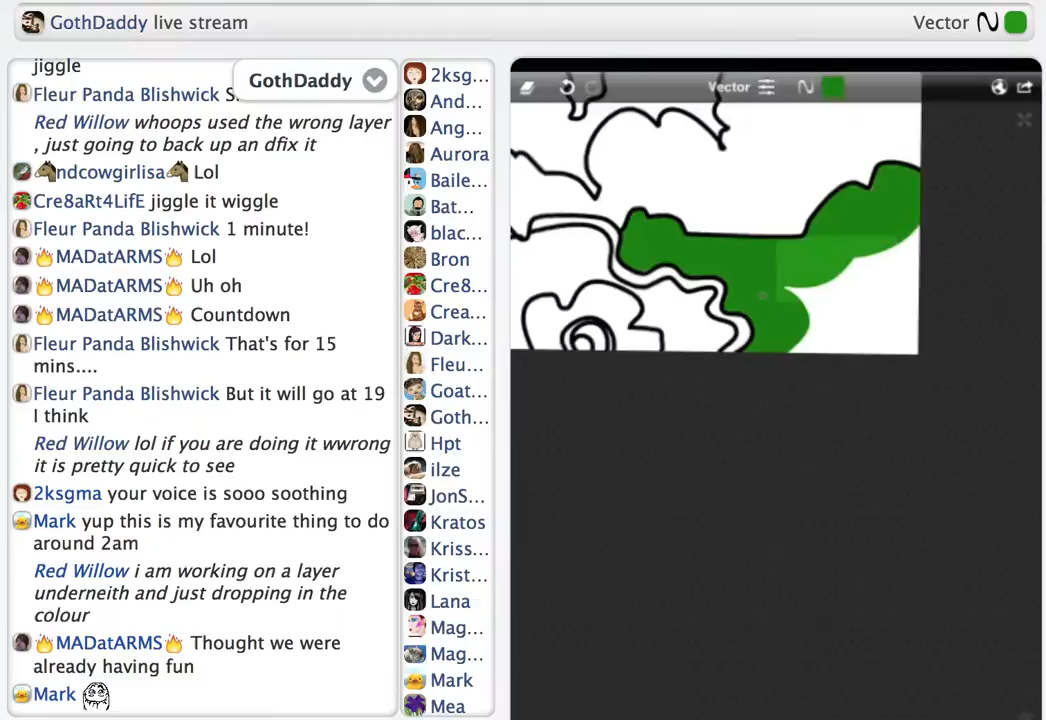 GothDaddy live stream
Vector
jiggle
GothDaddy
Fleur Panda Blishwick S
Red Willow whoops used the wrong layer
, just going to back up an dfix it
ndcowgirlisa Lol
Cre8aRt4LifE jiggle it wiggle
Fleur Panda Blishwick 1 minute!
MADatARMS Lol
MADatARMS Uh oh
MADatARMS Countdown
Fleur Panda Blishwick That's for 15
mins....
Fleur Panda Blishwick But it will go at 19
I think
Red Willow lol if you are doing it wwrong
it is pretty quick to see
2ksgma your voice is sooo soothing
Mark yup this is my favourite thing to do
around 2am
Red Willow i am working on a layer
underneith and just dropping in the
colour
MADatARMS Thought we were
already having fun
Mark
2ksg...
And...
Ang...
Aurora
Baile...
Bat...
blac...
Bron
Cre8...
Crea...
Dark...
Fleu...
Goat...
Goth...
Hpt
ilze
JonS...
Kratos
Kriss...
Krist...
Lana
Mag...
Mag...
Mark
Mea
Vector